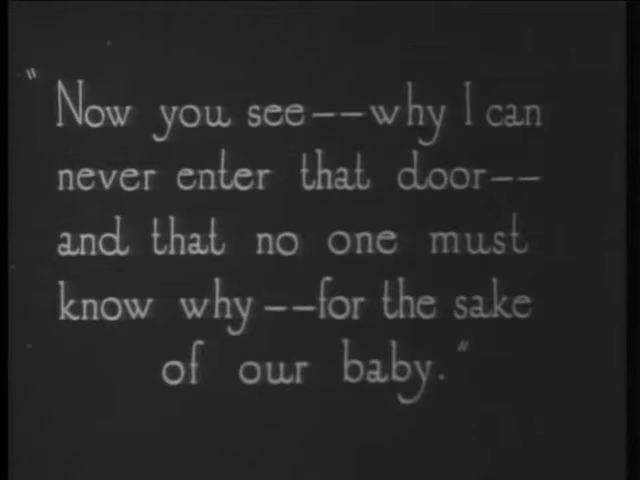 "Now you see--why I can
never enter that door--
and that no one must
know why--for the sake
of our baby."